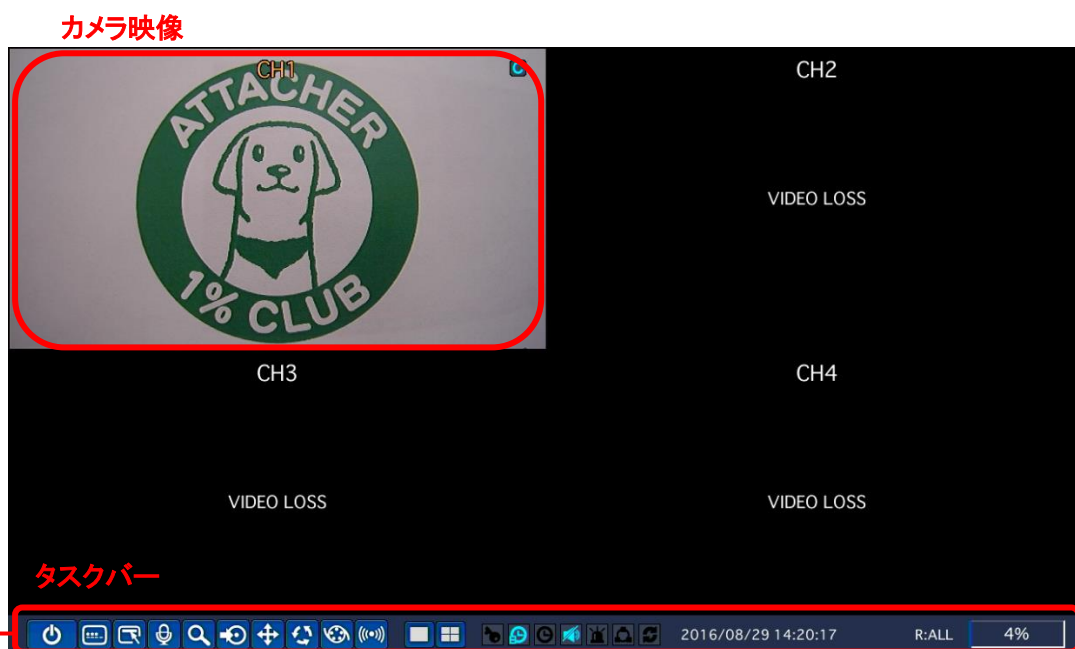 カメラ映像
CH1
C
ATTACHER
1% CLUB
CH2
VIDEO LOSS
CH3
VIDEO LOSS
CH4
VIDEO LOSS
タスクバー
2016/08/29 14:20:17
R:ALL
4%